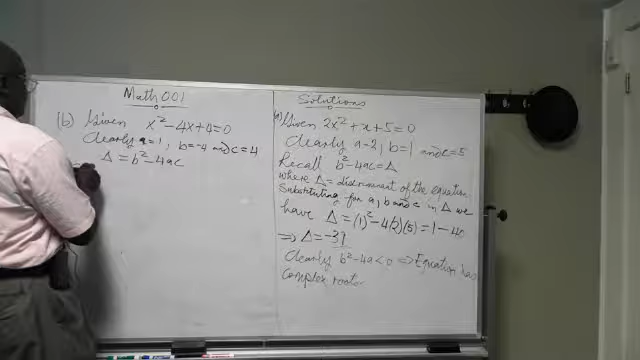 Math 001
(b) Given x² - 4x + 4 = 0
Clearly a = 1, b = -4 and c = 4
Δ = b² - 4ac
Solutions
(a) Given 2x² + x + 5 = 0
Clearly a = 2, b = 1 and c = 5
Recall b² - 4ac = Δ
where Δ = discriminant of the equation.
Substituting for a, b and c in Δ we
have Δ = (1)² - 4(2)(5) = 1 - 40
⇒ Δ = -39
Clearly b² - 4a < 0 ⇒ Equation has
complex roots